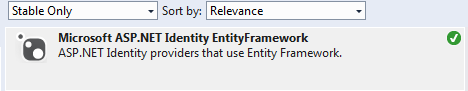 Stable Only Sort by: Relevance
Microsoft ASP.NET Identity EntityFramework
ASP.NET Identity providers that use Entity Framework.